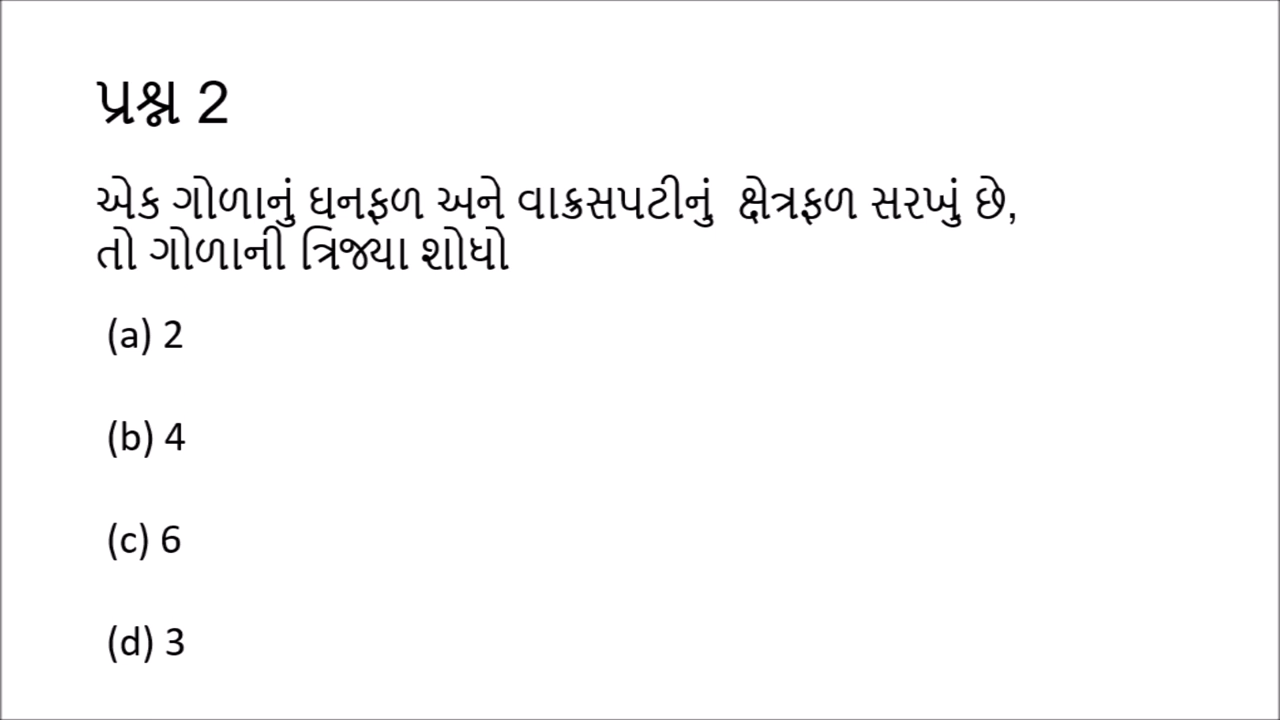 પ્રશ્ન 2
એક ગોળાનું ઘનફળ અને વાક્રસપટીનું ક્ષેત્રફળ સરખું છે,
તો ગોળાની ત્રિજ્યા શોધો
(a) 2
(b) 4
(c) 6
(d) 3